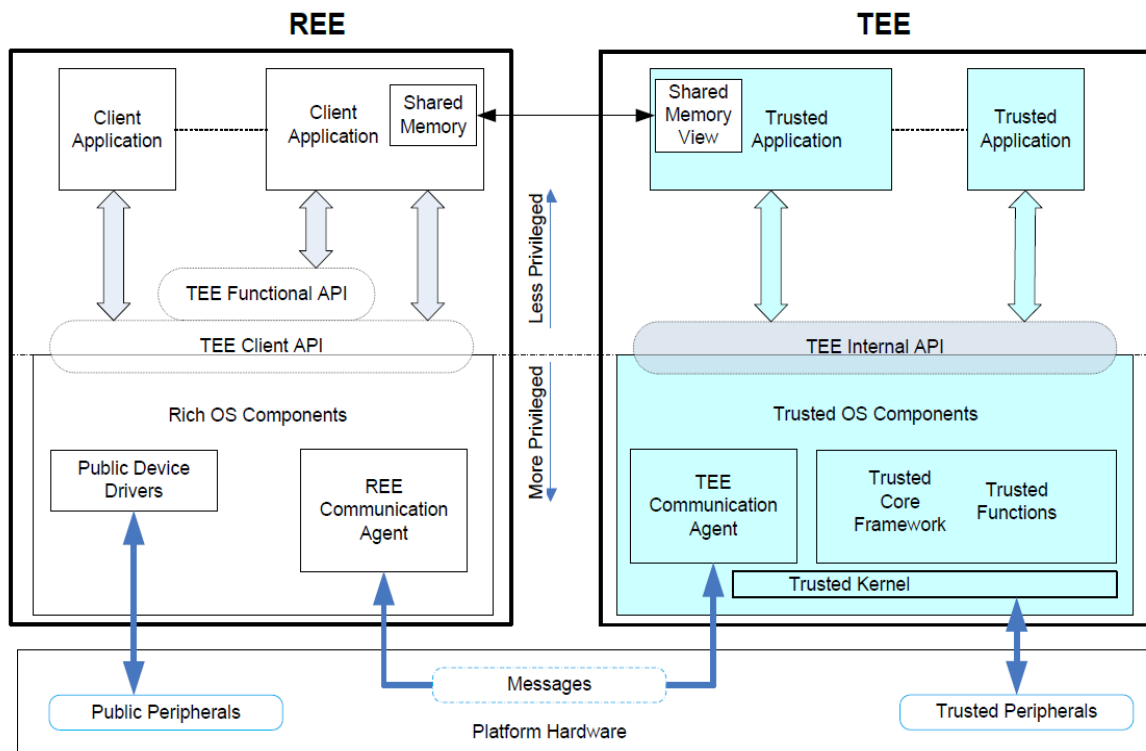 REE
TEE
Client
Application
Client
Application
Shared
Memory
Shared
Memory
View
Trusted
Application
Trusted
Application
Less Privileged
TEE Functional API
TEE Client API
TEE Internal API
More Privileged
Rich OS Components
Trusted OS Components
Public Device
Drivers
REE
Communication
Agent
TEE
Communication
Agent
Trusted
Core
Framework
Trusted
Functions
Trusted Kernel
Messages
Public Peripherals
Trusted Peripherals
Platform Hardware